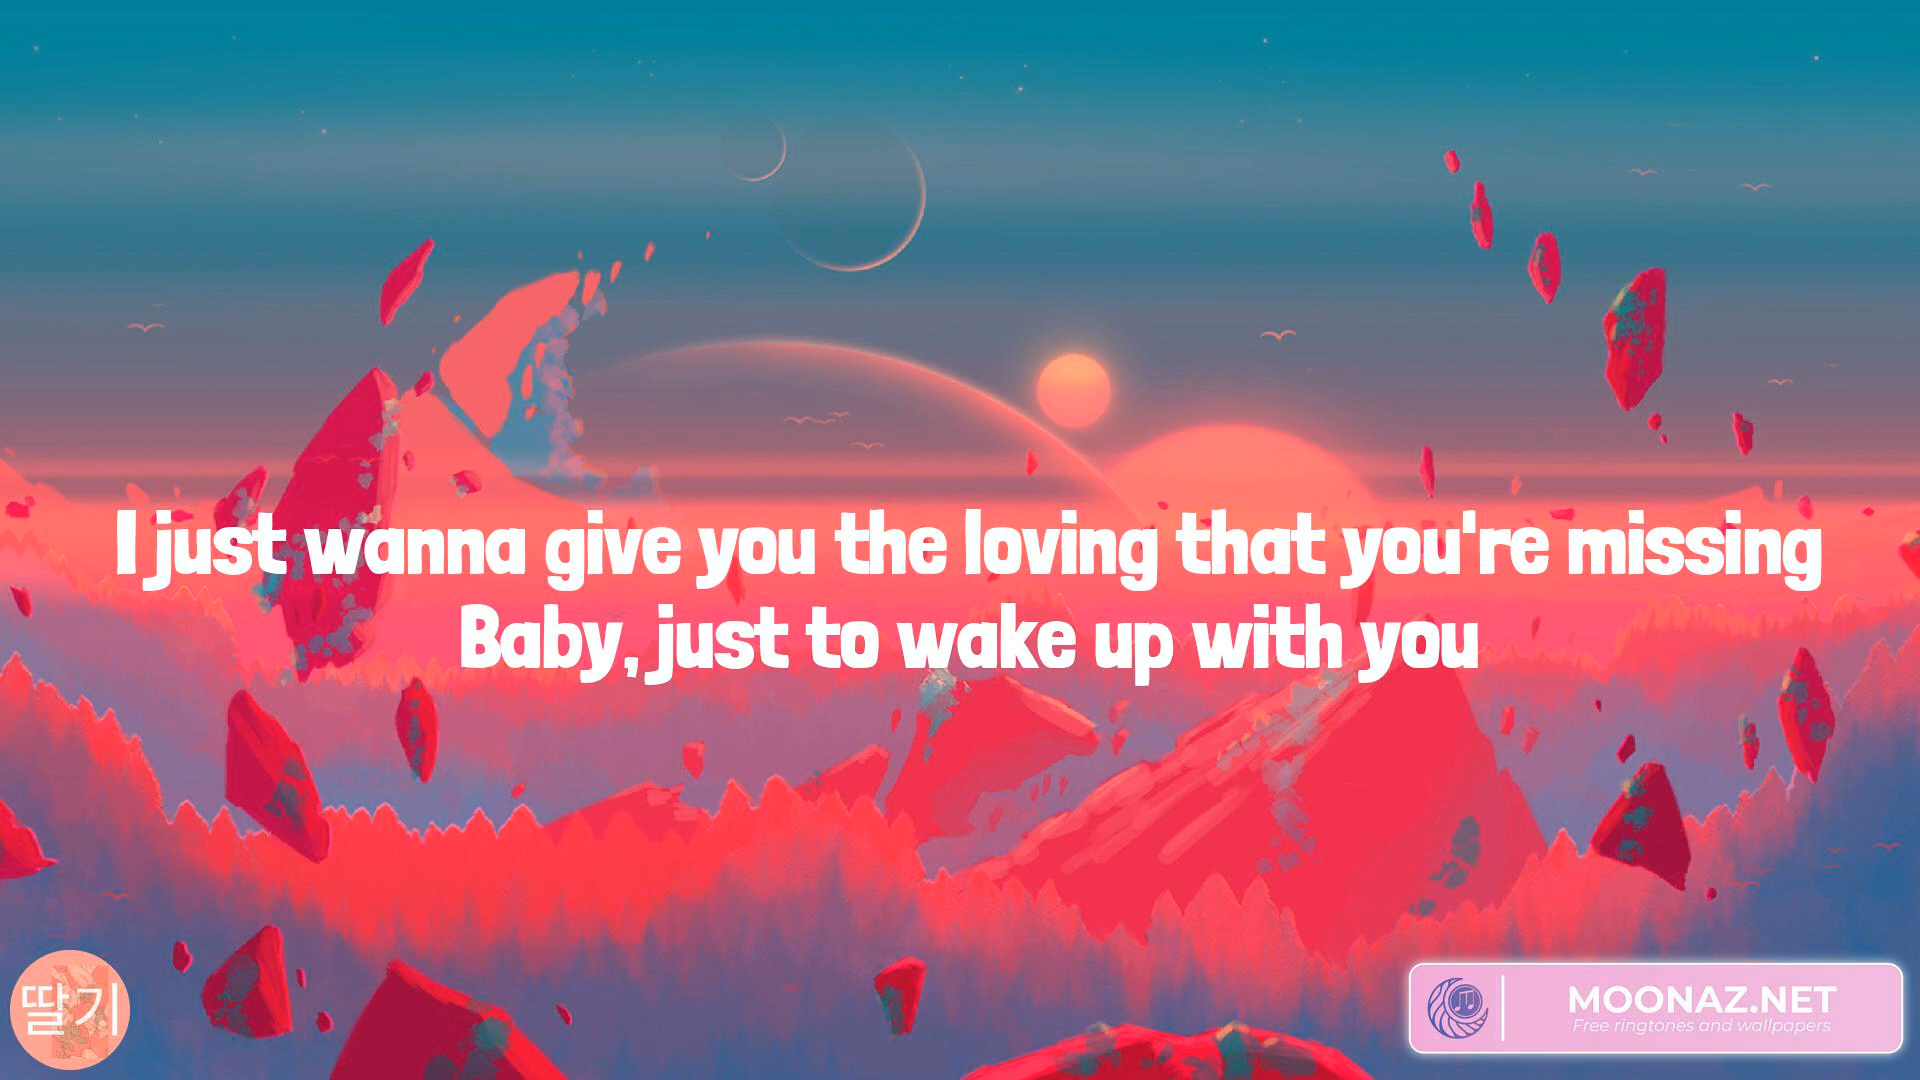 I just wanna give you the loving that you're missing
Baby, just to wake up with you
딸기
MOONAZ.NET
Free ringtones and wallpapers